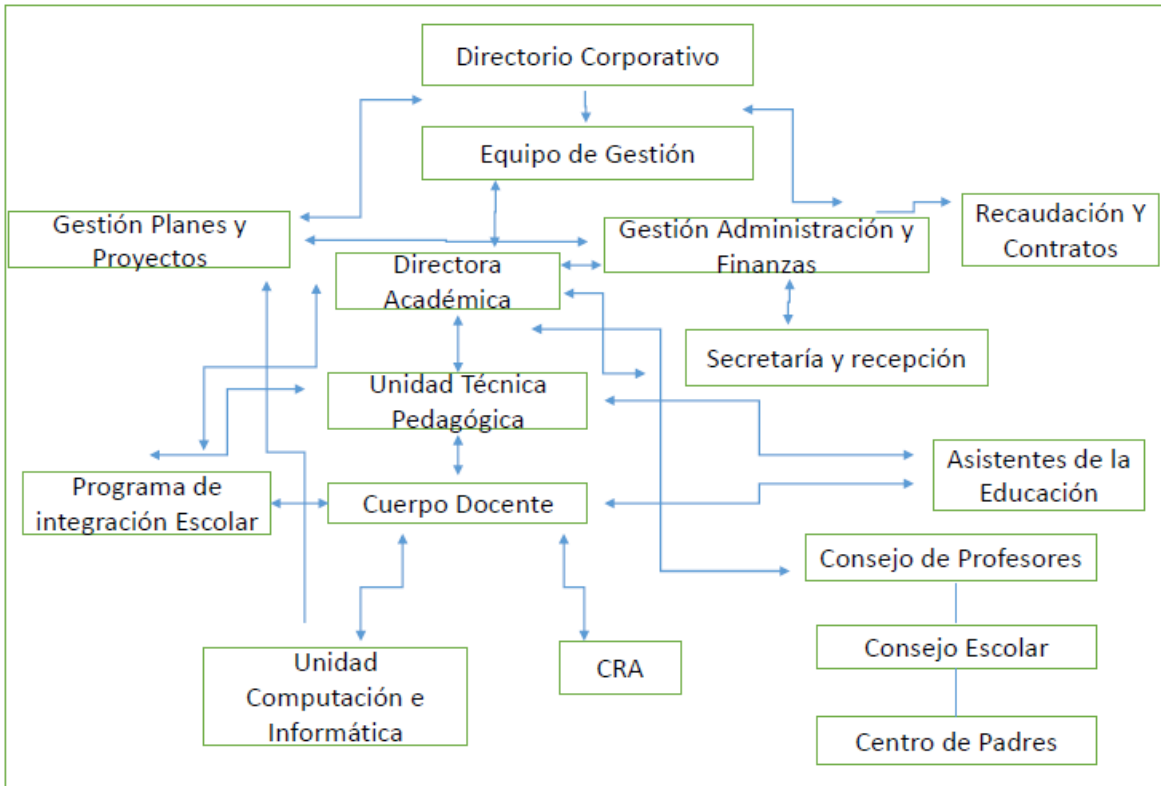 Directorio Corporativo
Equipo de Gestión
Gestión Planes y
Proyectos
Gestión Administración y
Finanzas
Recaudación Y
Contratos
Directora
Académica
Secretaría y recepción
Unidad Técnica
Pedagógica
Programa de
integración Escolar
Cuerpo Docente
Asistentes de la
Educación
Consejo de Profesores
Unidad
Computación e
Informática
CRA
Consejo Escolar
Centro de Padres